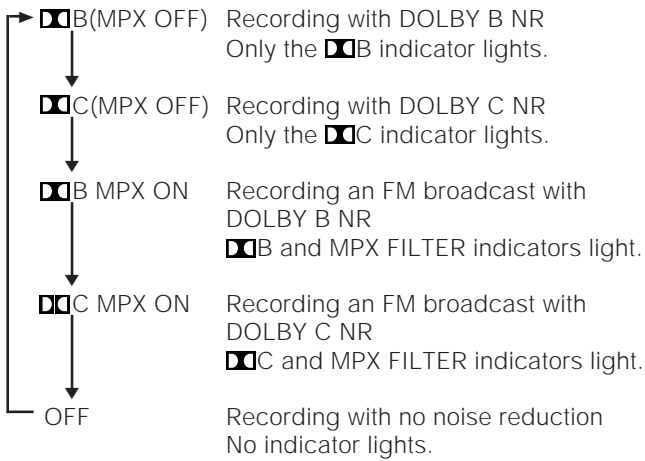 B(MPX OFF) Recording with DOLBY B NR
Only the B indicator lights.
C(MPX OFF) Recording with DOLBY C NR
Only the C indicator lights.
B MPX ON Recording an FM broadcast with
DOLBY B NR
B and MPX FILTER indicators light.
C MPX ON Recording an FM broadcast with
DOLBY C NR
C and MPX FILTER indicators light.
OFF Recording with no noise reduction
No indicator lights.